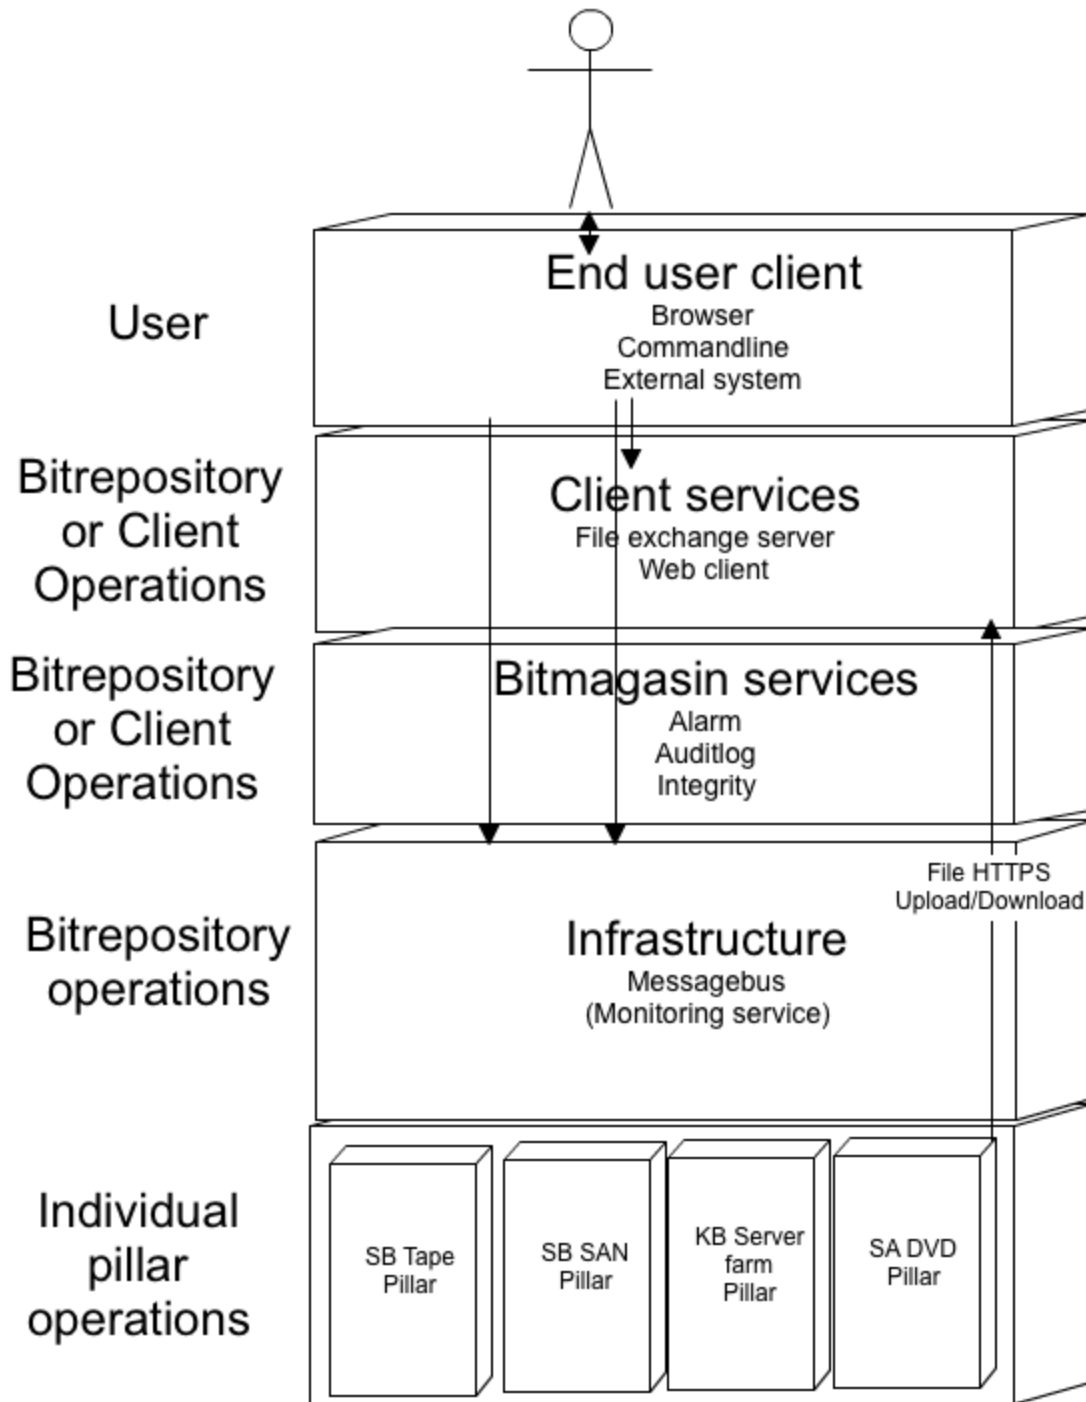 End user client
Browser
Commandline
External system
User
Client services
File exchange server
Web client
Bitrepository
or Client
Operations
Bitmagasin services
Alarm
Auditlog
Integrity
Bitrepository
or Client
Operations
File HTTPS
Upload/Download
Infrastructure
Messagebus
(Monitoring service)
Bitrepository
operations
Individual
pillar
operations
SB Tape
Pillar
SB SAN
Pillar
KB Server
farm
Pillar
SA DVD
Pillar